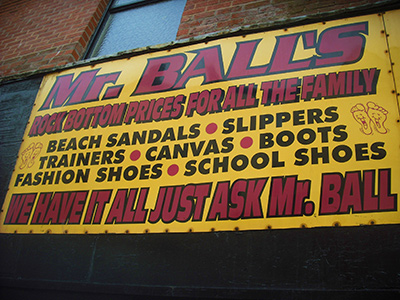 Mr. BALL'S
ROCK BOTTOM PRICES FOR ALL THE FAMILY
BEACH SANDALS • SLIPPERS
TRAINERS • CANVAS • BOOTS
FASHION SHOES • SCHOOL SHOES
WE HAVE IT ALL JUST ASK Mr. BALL